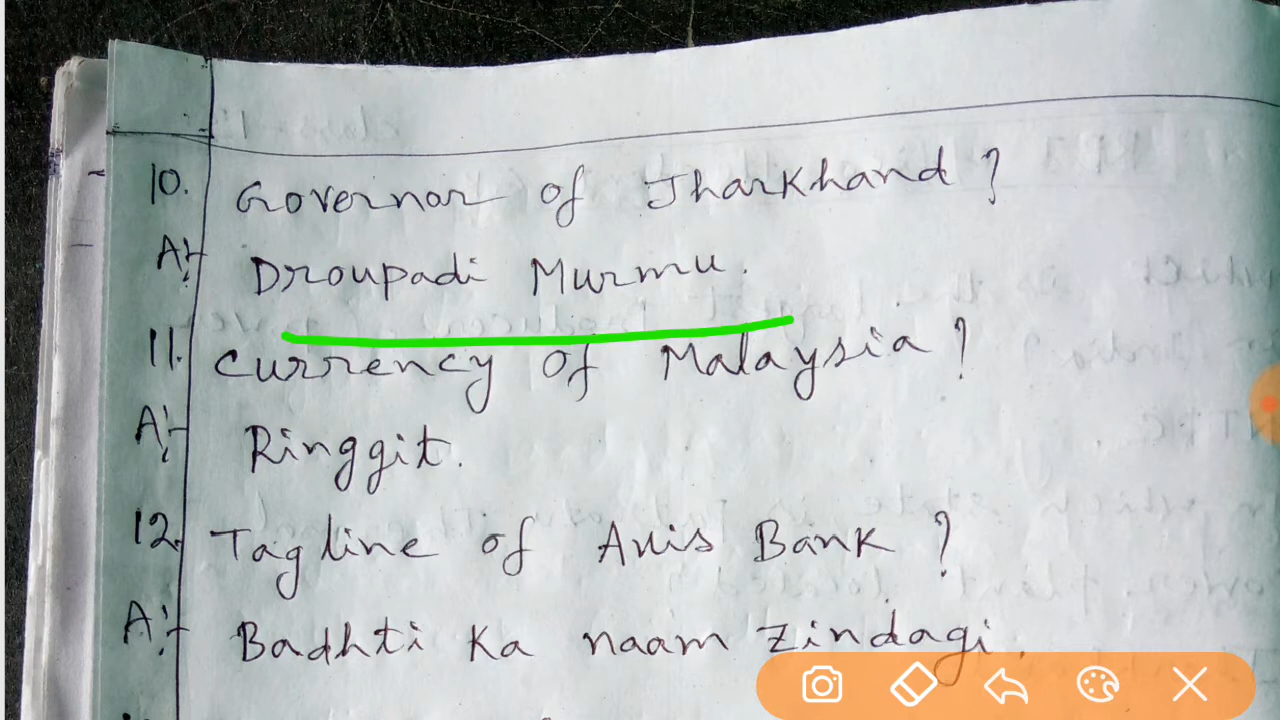 10. Governor of Jharkhand?
A:- Droupadi Murmu.
11. Currency of Malaysia?
A:- Ringgit.
12. Tagline of Axis Bank?
A:- Badhti Ka naam Zindagi.